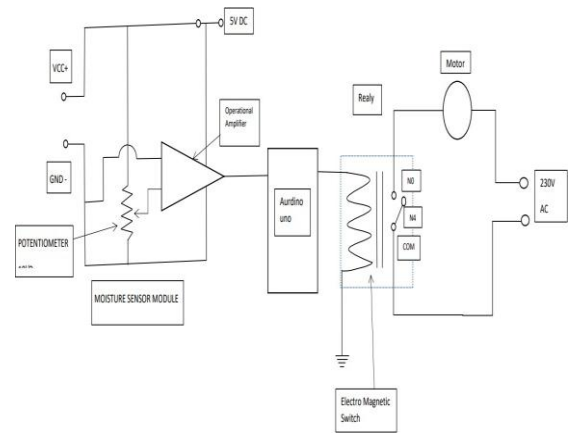 5V DC
VCC+
Motor
Operational
Amplifier
Realy
GND -
Aurdino
uno
NO
N4
COM
230V
AC
POTENTIOMETER
MOISTURE SENSOR MODULE
Electro Magnetic
Switch